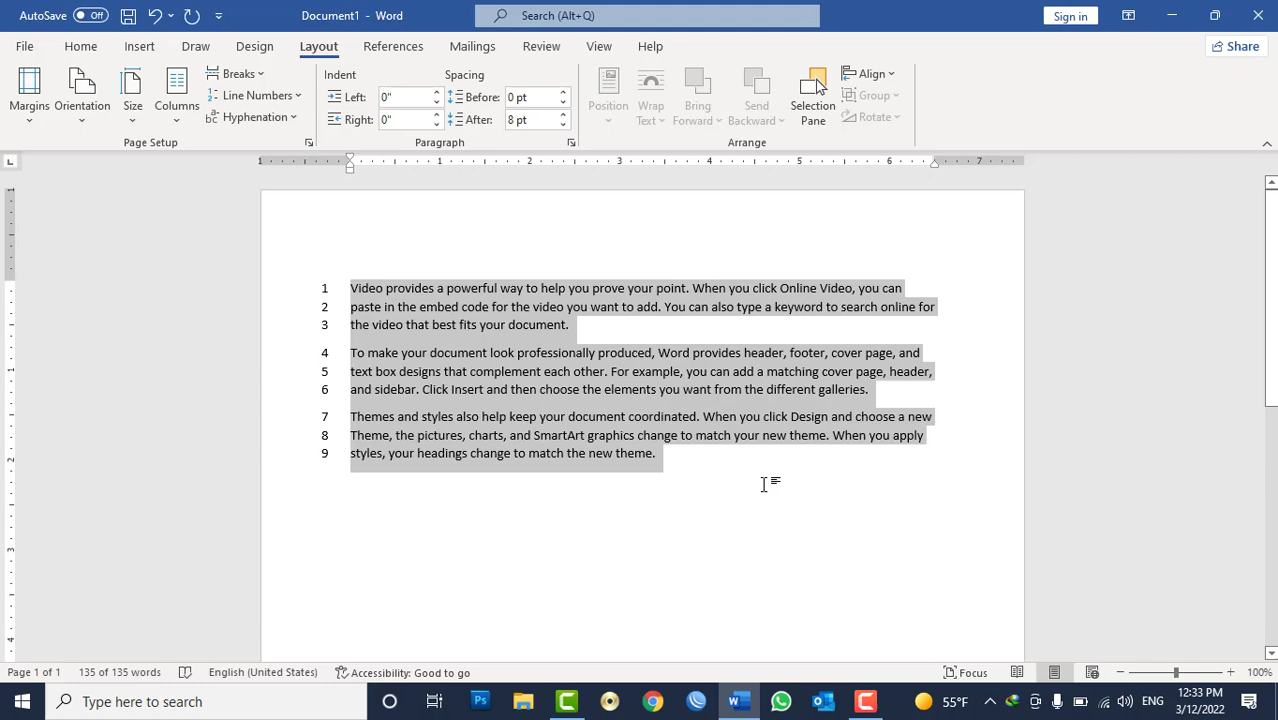 AutoSave Off Document1 - Word Search (Alt+Q) Sign in
File Home Insert Draw Design Layout References Mailings Review View Help Share
Margins Orientation Size Columns Breaks Line Numbers Hyphenation
Page Setup
Indent Spacing
Left: 0" Before: 0 pt
Right: 0" After: 8 pt
Paragraph
Position Wrap Text Bring Forward Send Backward Selection Pane Align Group Rotate
Arrange
1 1 2 3 4 5 6 7
1 Video provides a powerful way to help you prove your point. When you click Online Video, you can
2 paste in the embed code for the video you want to add. You can also type a keyword to search online for
3 the video that best fits your document.
4 To make your document look professionally produced, Word provides header, footer, cover page, and
5 text box designs that complement each other. For example, you can add a matching cover page, header,
6 and sidebar. Click Insert and then choose the elements you want from the different galleries.
7 Themes and styles also help keep your document coordinated. When you click Design and choose a new
8 Theme, the pictures, charts, and SmartArt graphics change to match your new theme. When you apply
9 styles, your headings change to match the new theme.
Page 1 of 1 135 of 135 words English (United States) Accessibility: Good to go Focus 100%
Type here to search 55°F ENG 12:33 PM
3/12/2022